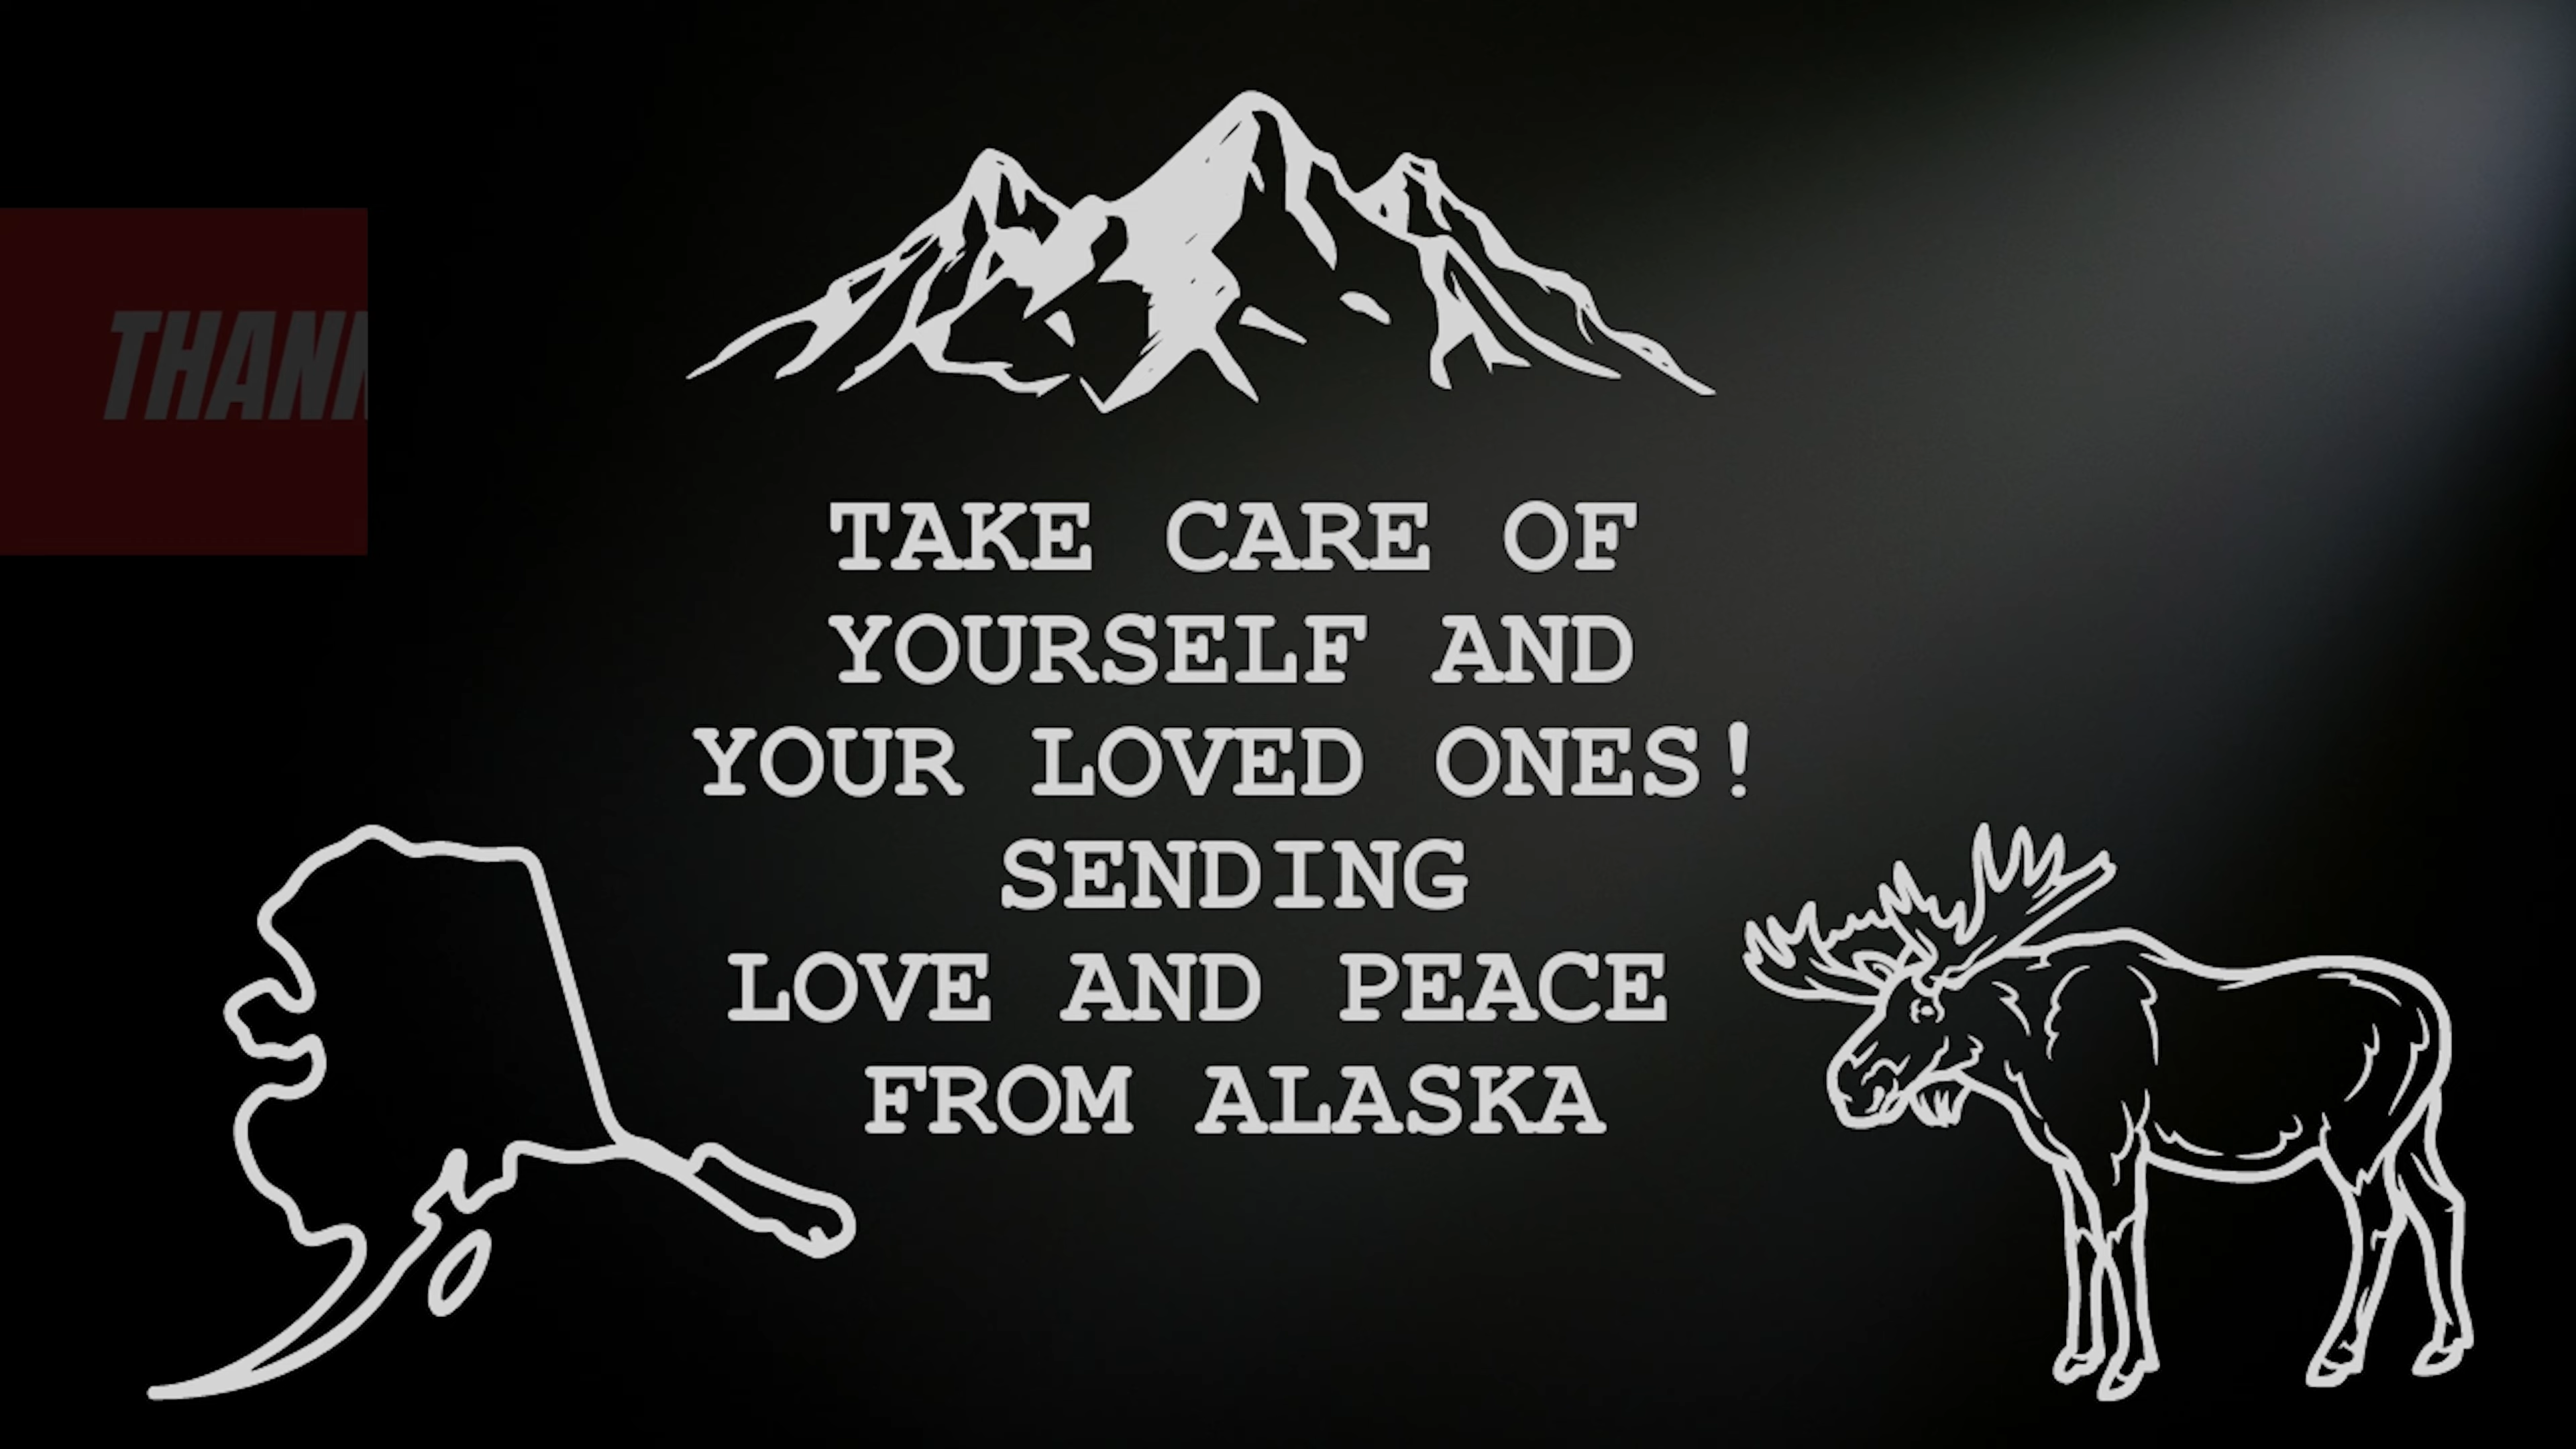 TAKE CARE OF
YOURSELF AND
YOUR LOVED ONES!
SENDING
LOVE AND PEACE
FROM ALASKA